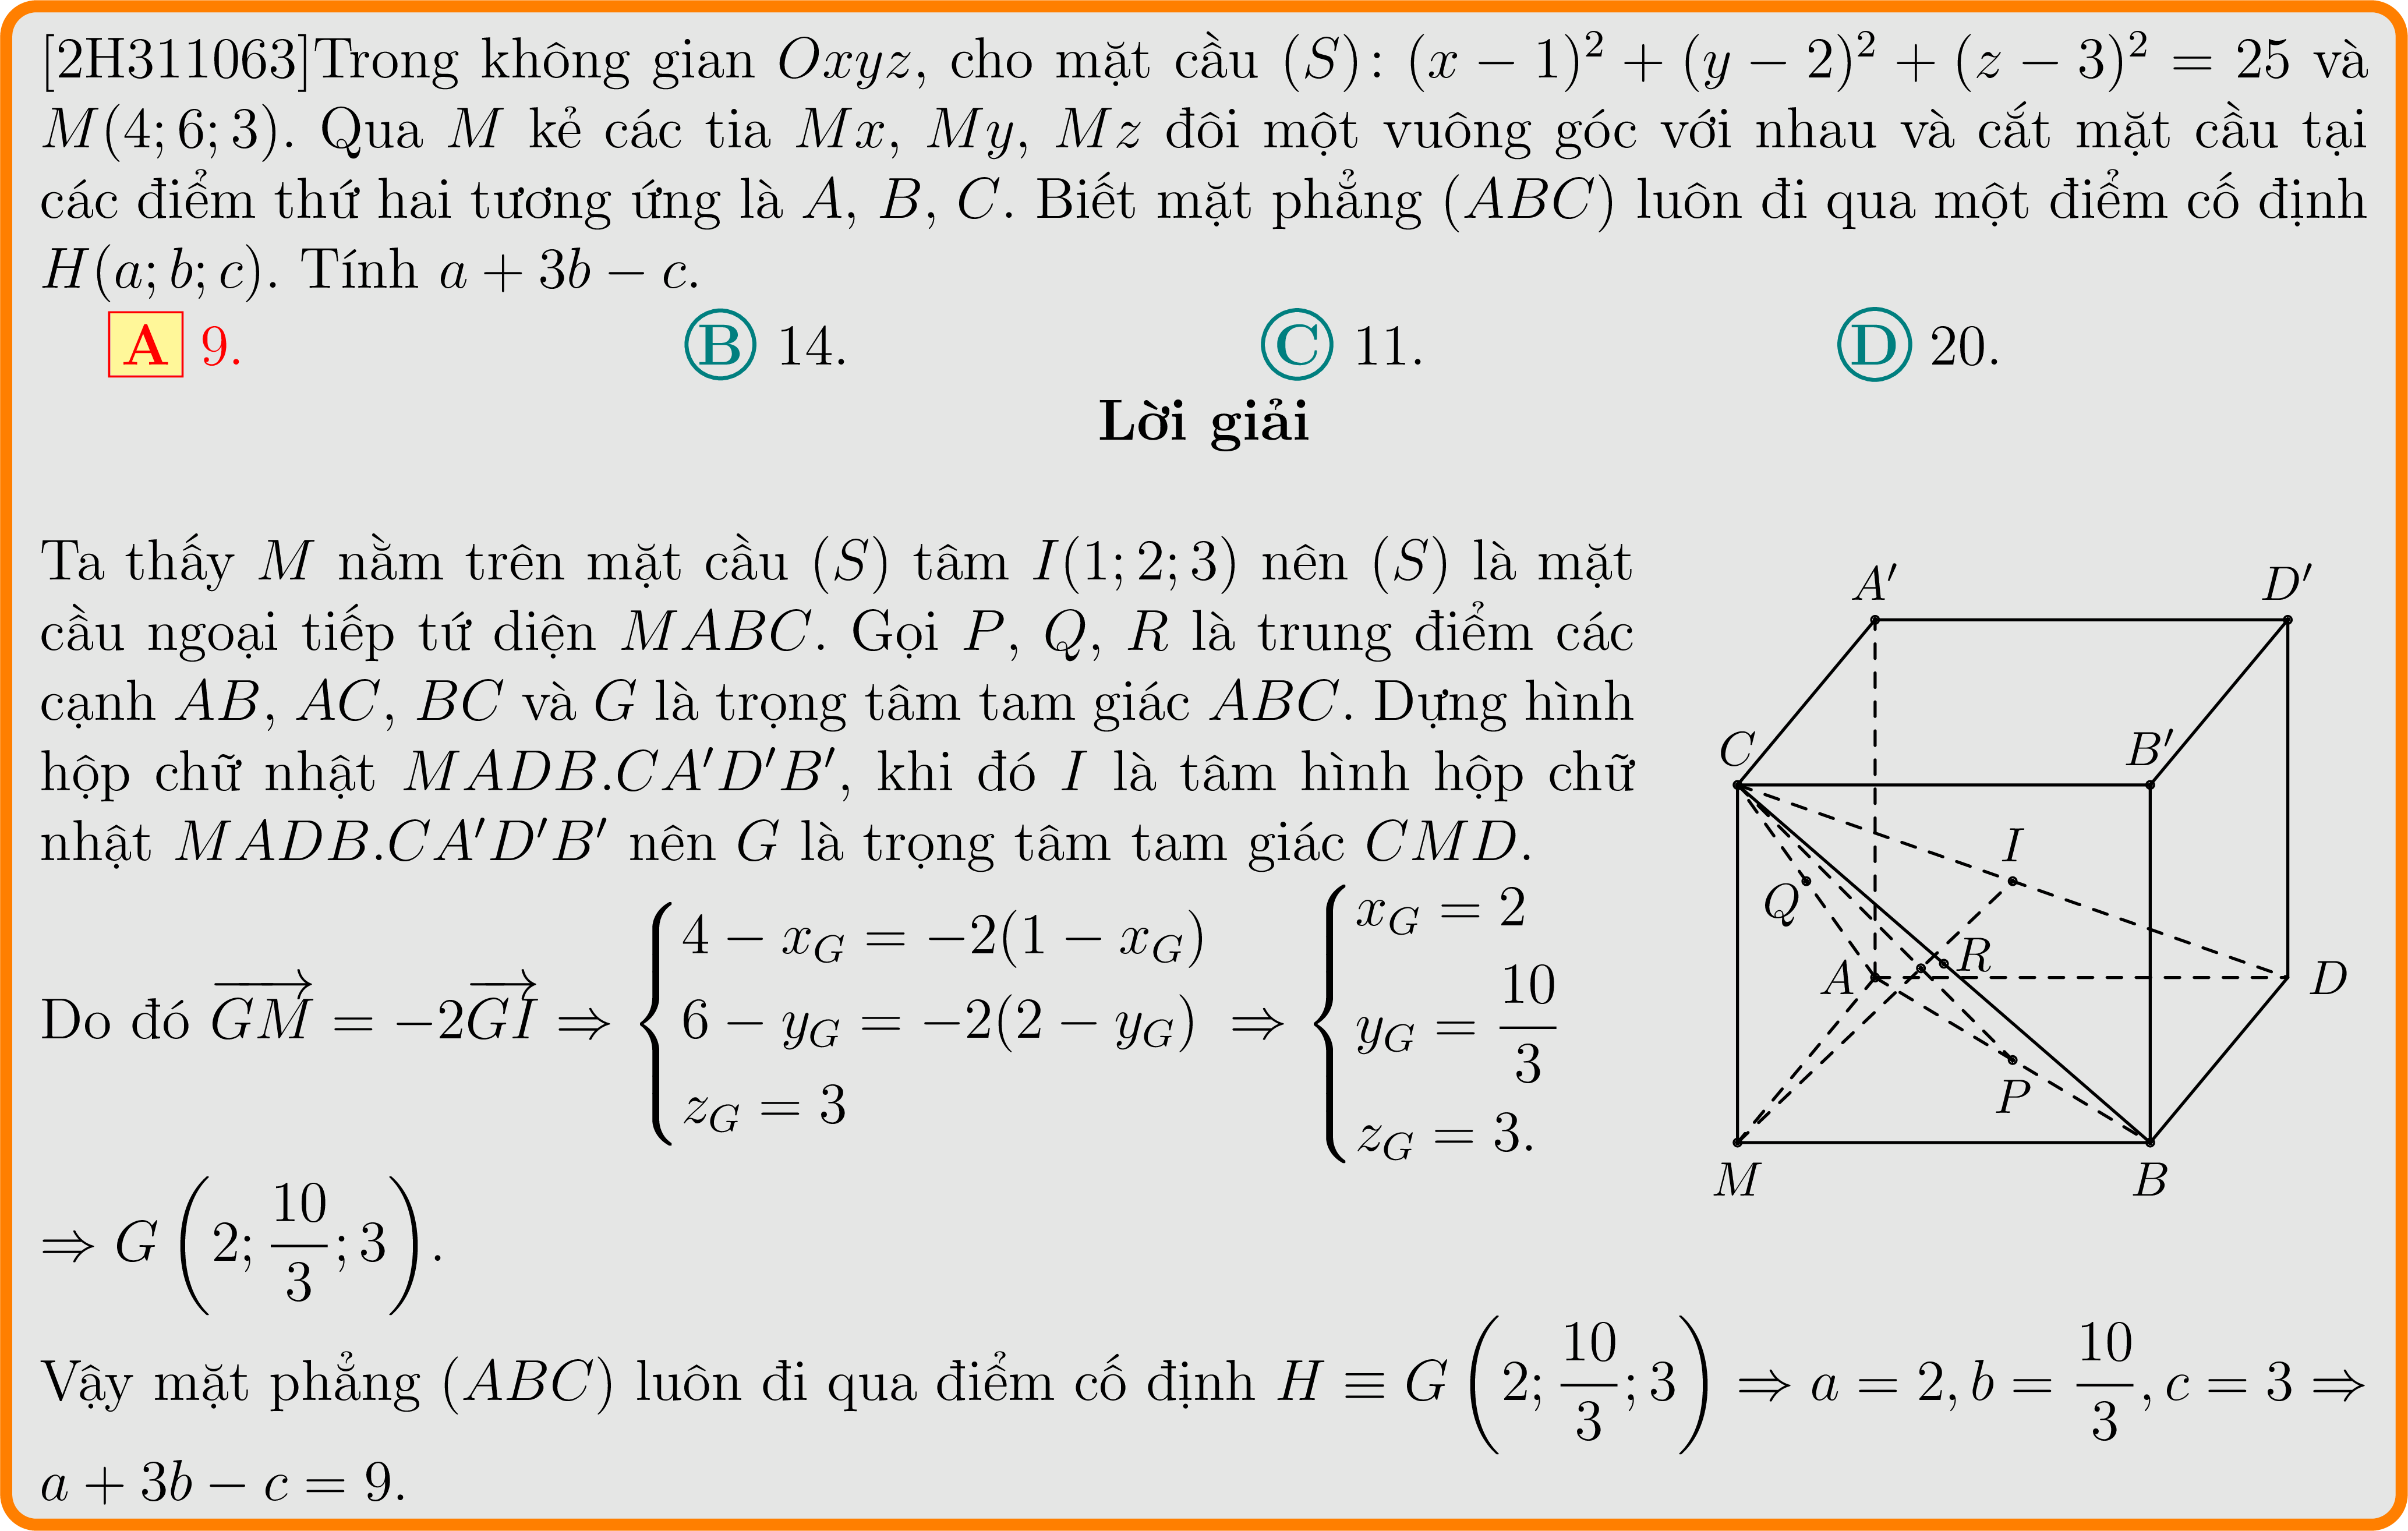 [2H311063]Trong không gian Oxyz, cho mặt cầu (S): (x − 1)² + (y − 2)² + (z − 3)² = 25 và
M(4; 6; 3). Qua M kẻ các tia Mx, My, Mz đôi một vuông góc với nhau và cắt mặt cầu tại
các điểm thứ hai tương ứng là A, B, C. Biết mặt phẳng (ABC) luôn đi qua một điểm cố định
H(a; b; c). Tính a + 3b − c.
A 9. B 14. C 11. D 20.
Lời giải
Ta thấy M nằm trên mặt cầu (S) tâm I(1; 2; 3) nên (S) là mặt
cầu ngoại tiếp tứ diện MABC. Gọi P, Q, R là trung điểm các
cạnh AB, AC, BC và G là trọng tâm tam giác ABC. Dựng hình
hộp chữ nhật MADB.CA′D′B′, khi đó I là tâm hình hộp chữ
nhật MADB.CA′D′B′ nên G là trọng tâm tam giác CMD.
Do đó $\overrightarrow{GM} = -2\overrightarrow{GI} \Rightarrow \begin{cases} 4 - x_G = -2(1 - x_G) \\ 6 - y_G = -2(2 - y_G) \\ z_G = 3 \end{cases} \Rightarrow \begin{cases} x_G = 2 \\ y_G = \dfrac{10}{3} \\ z_G = 3. \end{cases}$
$\Rightarrow G\left(2; \dfrac{10}{3}; 3\right).$
Vậy mặt phẳng (ABC) luôn đi qua điểm cố định $H \equiv G\left(2; \dfrac{10}{3}; 3\right) \Rightarrow a = 2, b = \dfrac{10}{3}, c = 3 \Rightarrow$
a + 3b − c = 9.
A′ D′
C B′
I
Q
R
A D
P
M B